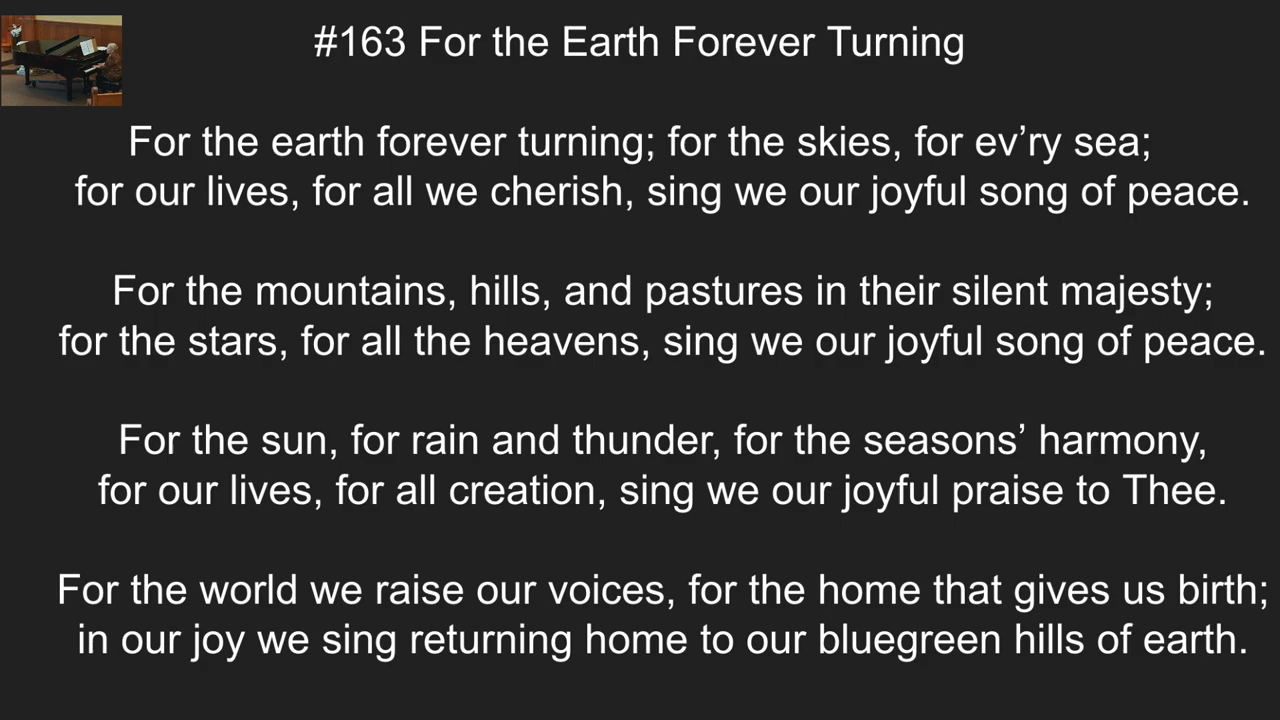 #163 For the Earth Forever Turning
For the earth forever turning; for the skies, for ev’ry sea;
for our lives, for all we cherish, sing we our joyful song of peace.
For the mountains, hills, and pastures in their silent majesty;
for the stars, for all the heavens, sing we our joyful song of peace.
For the sun, for rain and thunder, for the seasons’ harmony,
for our lives, for all creation, sing we our joyful praise to Thee.
For the world we raise our voices, for the home that gives us birth;
in our joy we sing returning home to our bluegreen hills of earth.